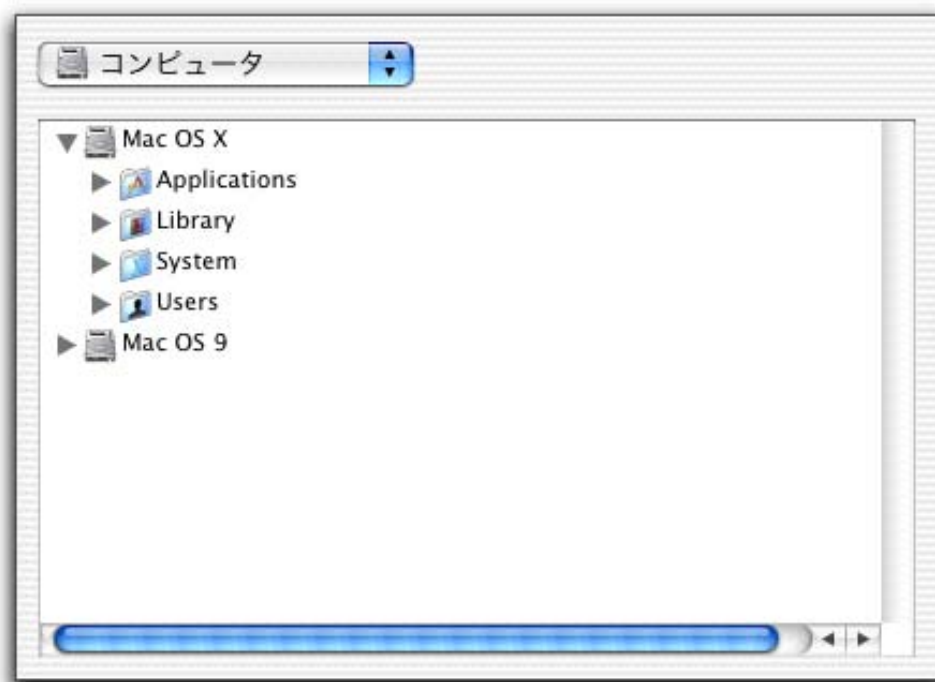 コンピュータ
Mac OS X
Applications
Library
System
Users
Mac OS 9